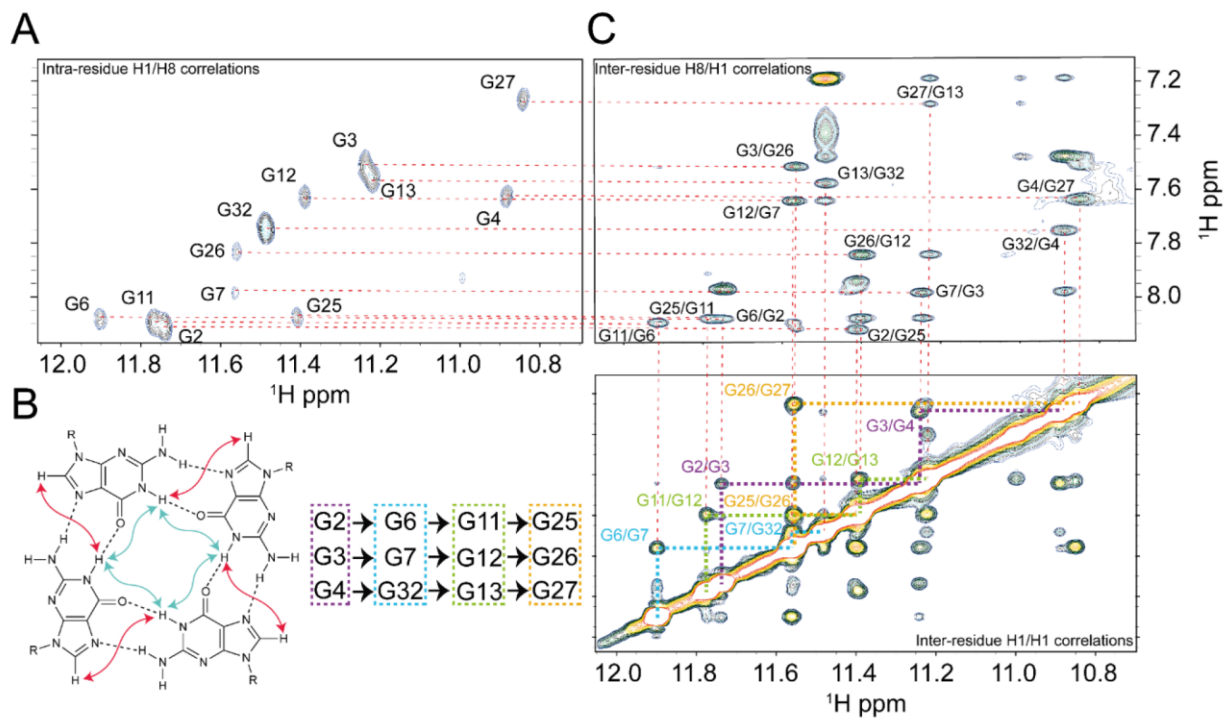 A
Intra-residue H1/H8 correlations
G27
G3
G12
G13
G32
G4
G26
G6
G11
G7
G25
G2
12.0 11.8 11.6 11.4 11.2 11.0 10.8
¹H ppm
C
Inter-residue H8/H1 correlations
7.2
G27/G13
7.4
G3/G26
G13/G32
7.6
G4/G27
G12/G7
G26/G12
G32/G4
7.8
G25/G11
G6/G2
G7/G3
8.0
G11/G6
G2/G25
¹H ppm
B
R
N
N
N
N
H
H
H
N
N
N
R
N
H
O
N
H
O
N
H
N
H
H
N
H
N
O
N
N
R
N
N
H
O
H
N
N
H
N
H
H
N
N
N
R
H
G2 → G6 → G11 → G25
G3 → G7 → G12 → G26
G4 → G32 → G13 → G27
G26/G27
G3/G4
G2/G3
G12/G13
G11/G12
G25/G26
G6/G7
G7/G32
Inter-residue H1/H1 correlations
12.0 11.8 11.6 11.4 11.2 11.0
¹H ppm